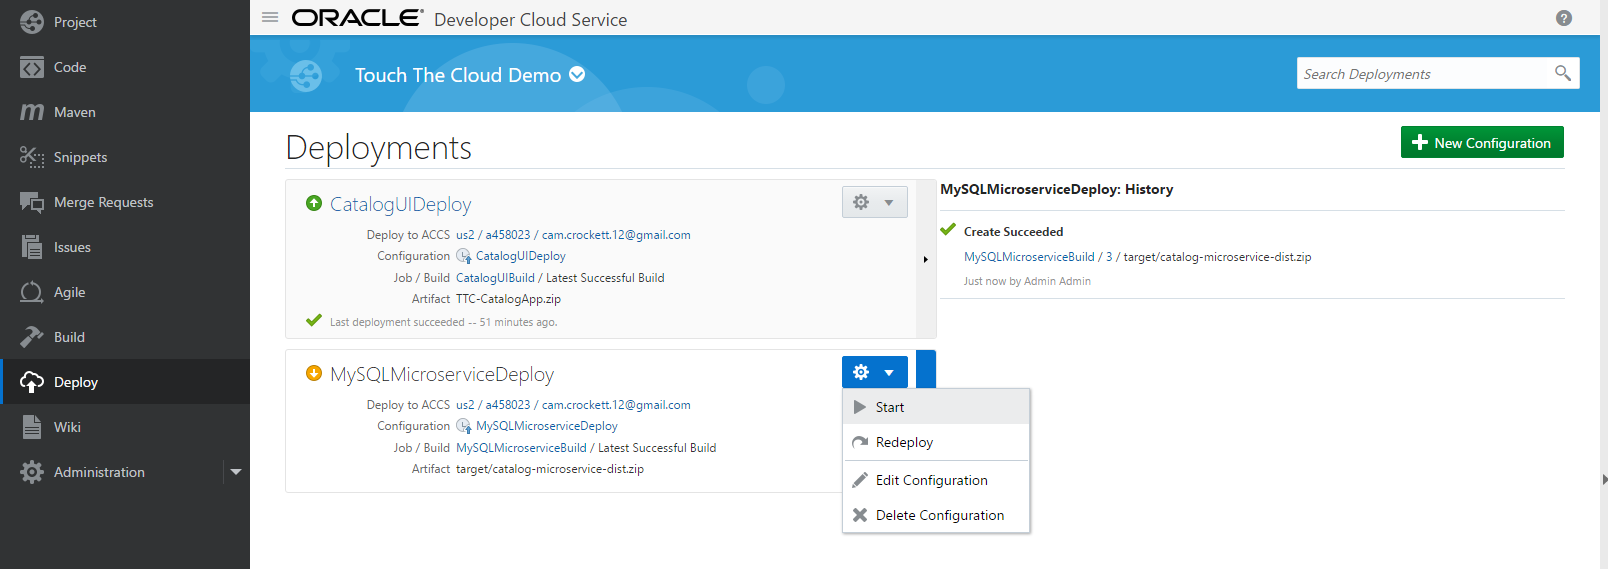 Project
Code
Maven
Snippets
Merge Requests
Issues
Agile
Build
Deploy
Wiki
Administration
ORACLE® Developer Cloud Service
?
Touch The Cloud Demo
Search Deployments
Deployments
New Configuration
CatalogUIDeploy
Deploy to ACCS us2 / a458023 / cam.crockett.12@gmail.com
Configuration CatalogUIDeploy
Job / Build CatalogUIBuild / Latest Successful Build
Artifact TTC-CatalogApp.zip
Last deployment succeeded -- 51 minutes ago.
MySQLMicroserviceDeploy
Deploy to ACCS us2 / a458023 / cam.crockett.12@gmail.com
Configuration MySQLMicroserviceDeploy
Job / Build MySQLMicroserviceBuild / Latest Successful Build
Artifact target/catalog-microservice-dist.zip
Start
Redeploy
Edit Configuration
Delete Configuration
MySQLMicroserviceDeploy: History
Create Succeeded
MySQLMicroserviceBuild / 3 / target/catalog-microservice-dist.zip
Just now by Admin Admin